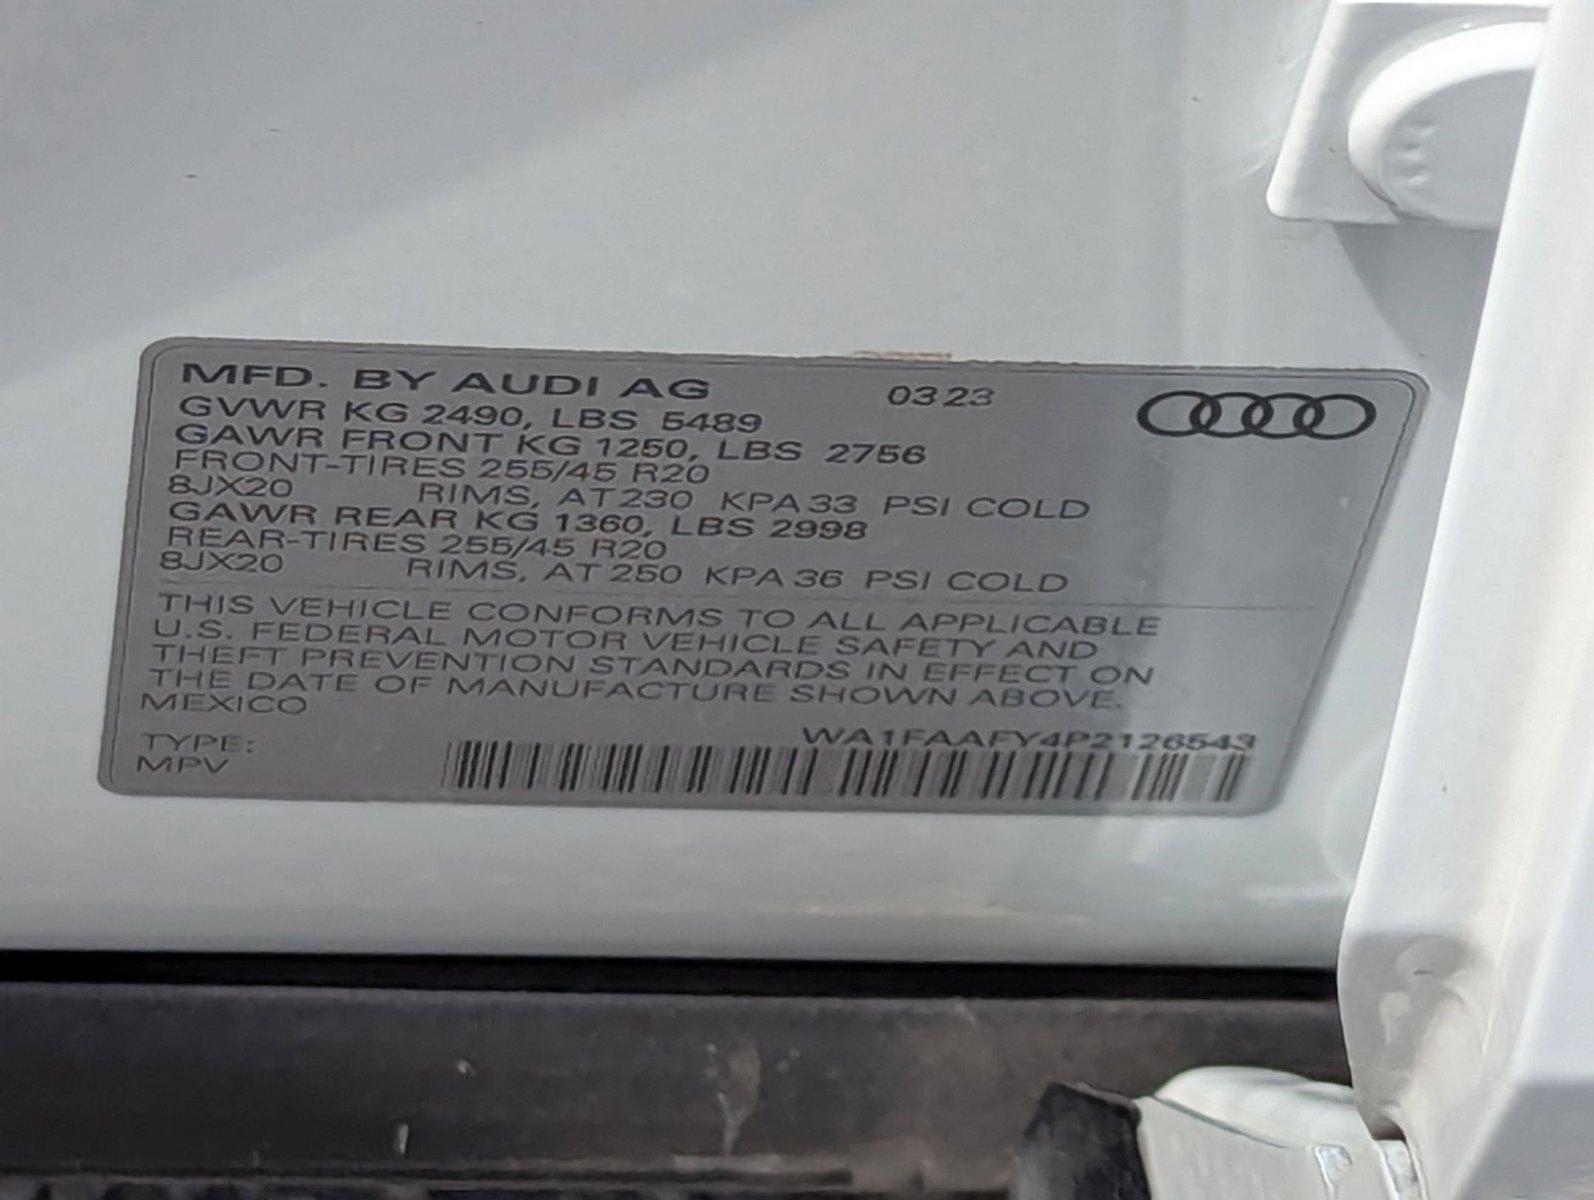 MFD. BY AUDI AG 03 23
GVWR KG 2490, LBS 5489
GAWR FRONT KG 1250, LBS 2756
FRONT-TIRES 255/45 R20
8JX20 RIMS, AT 230 KPA 33 PSI COLD
GAWR REAR KG 1360, LBS 2998
REAR-TIRES 255/45 R20
8JX20 RIMS, AT 250 KPA 36 PSI COLD
THIS VEHICLE CONFORMS TO ALL APPLICABLE
U.S. FEDERAL MOTOR VEHICLE SAFETY AND
THEFT PREVENTION STANDARDS IN EFFECT ON
THE DATE OF MANUFACTURE SHOWN ABOVE.
MEXICO
WA1FAAFY4P2126543
TYPE:
MPV